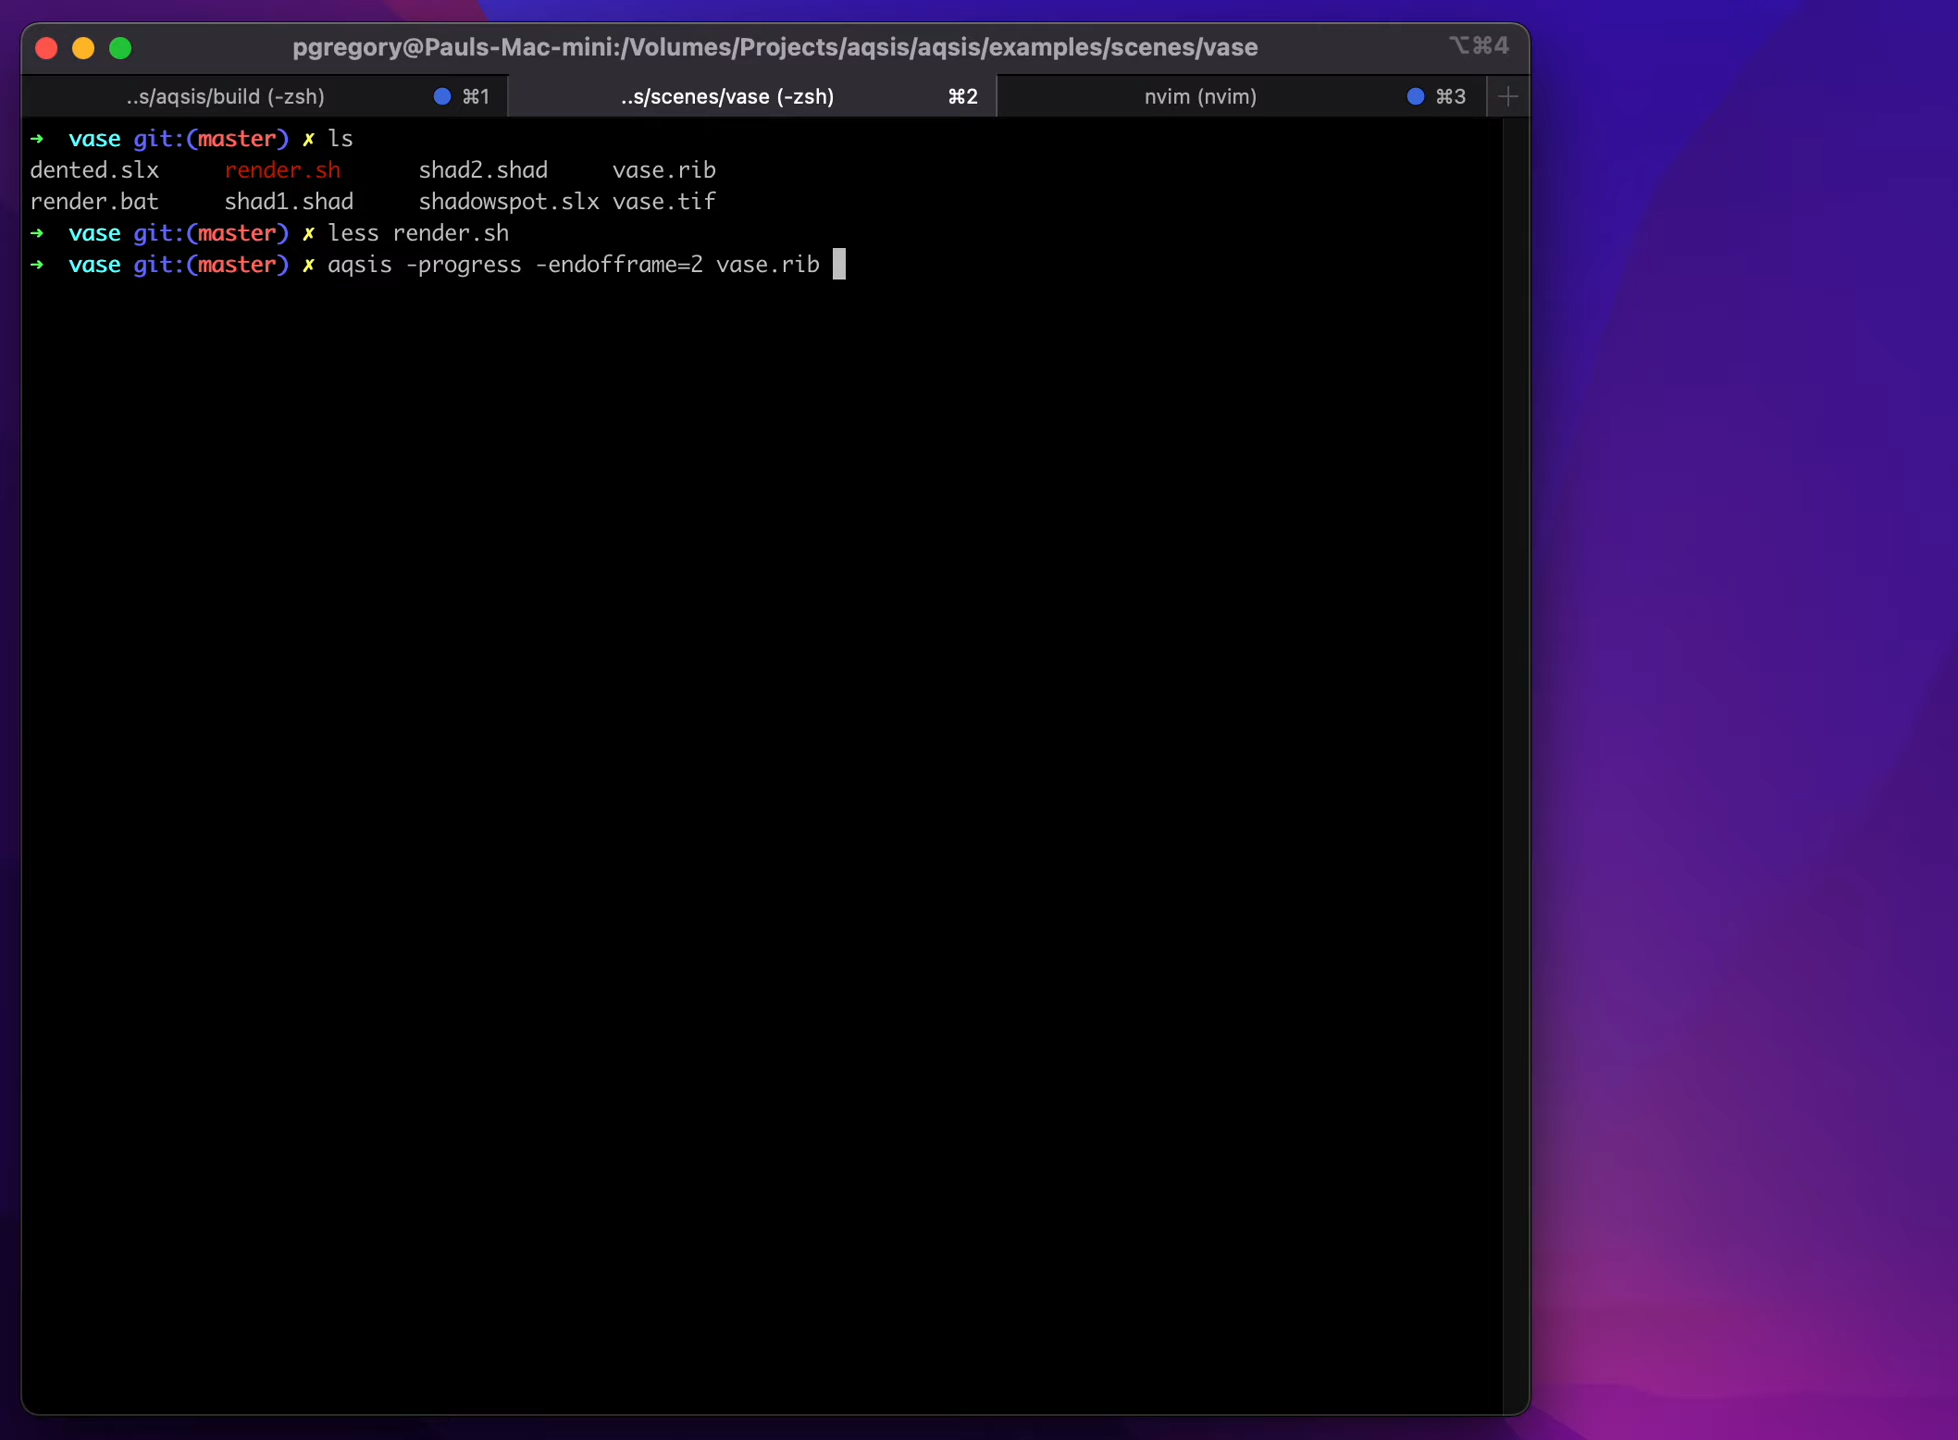 pgregory@Pauls-Mac-mini:/Volumes/Projects/aqsis/aqsis/examples/scenes/vase ⌥⌘4
..s/aqsis/build (-zsh) ⌘1 ..s/scenes/vase (-zsh) ⌘2 nvim (nvim) ⌘3 +
→ vase git:(master) ✗ ls
dented.slx render.sh shad2.shad vase.rib
render.bat shad1.shad shadowspot.slx vase.tif
→ vase git:(master) ✗ less render.sh
→ vase git:(master) ✗ aqsis -progress -endofframe=2 vase.rib